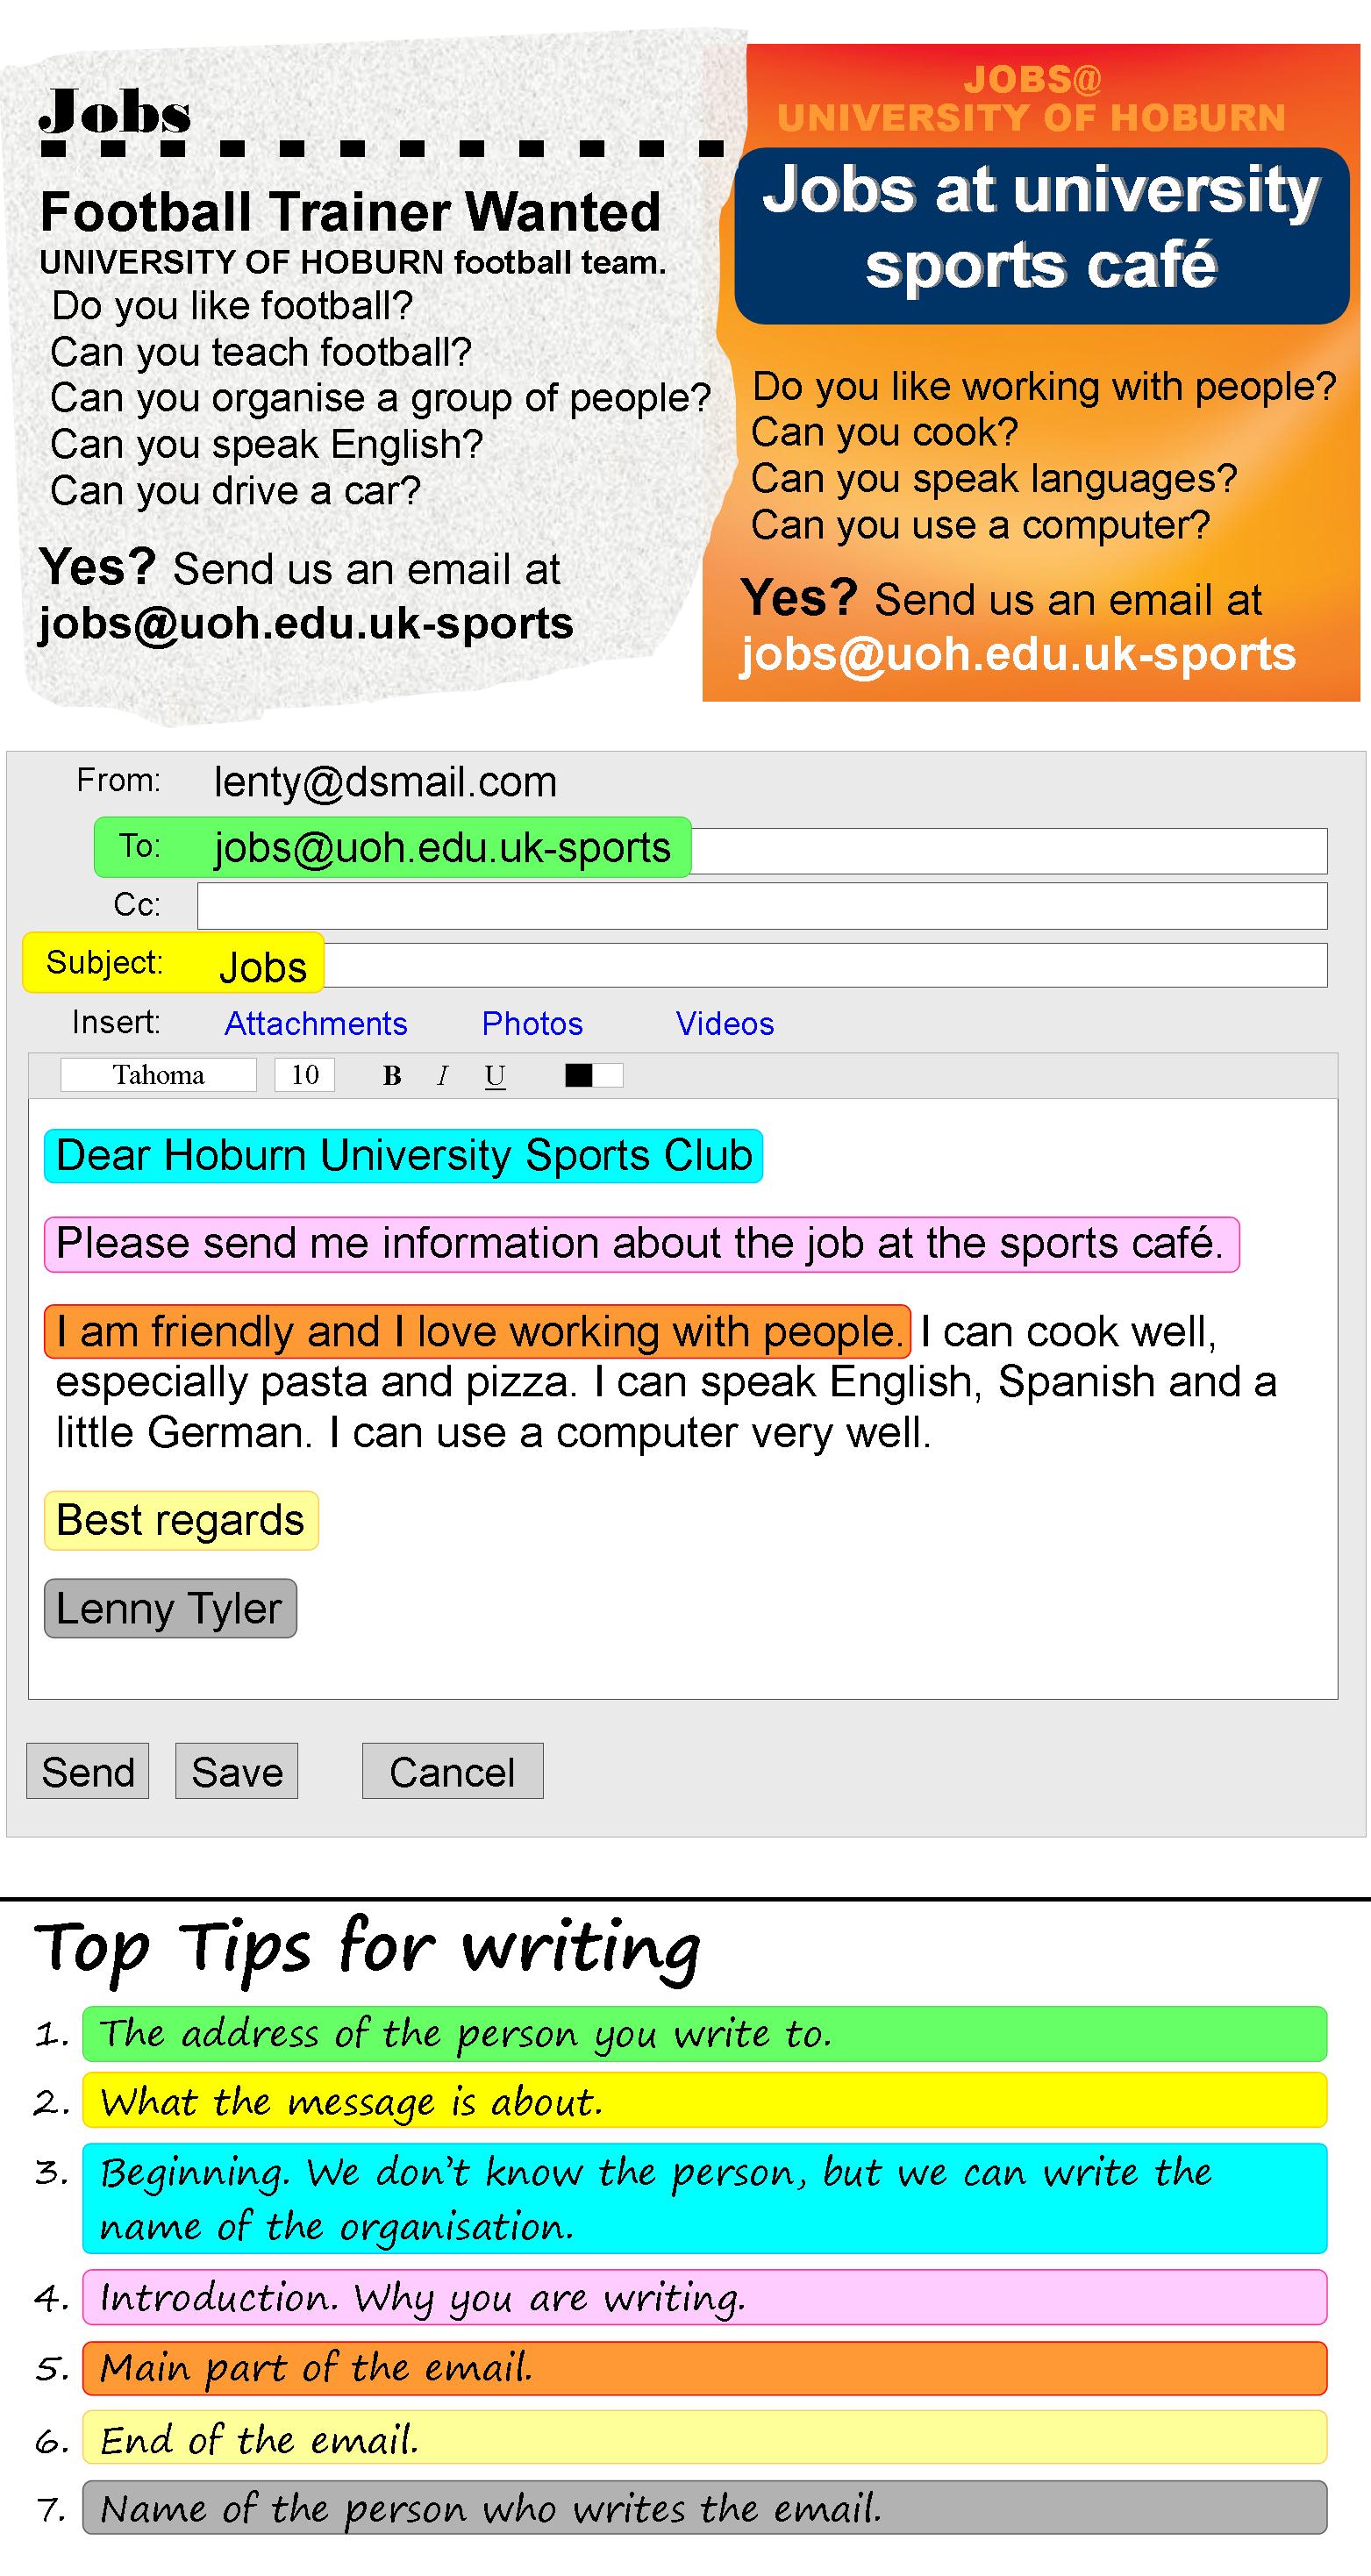 Jobs
Football Trainer Wanted
UNIVERSITY OF HOBURN football team.
Do you like football?
Can you teach football?
Can you organise a group of people?
Can you speak English?
Can you drive a car?
Yes? Send us an email at
jobs@uoh.edu.uk-sports
JOBS@
UNIVERSITY OF HOBURN
Jobs at university
sports café
Do you like working with people?
Can you cook?
Can you speak languages?
Can you use a computer?
Yes? Send us an email at
jobs@uoh.edu.uk-sports
From: lenty@dsmail.com
To: jobs@uoh.edu.uk-sports
Cc:
Subject: Jobs
Insert: Attachments Photos Videos
Tahoma 10 B I U
Dear Hoburn University Sports Club
Please send me information about the job at the sports café.
I am friendly and I love working with people. I can cook well,
especially pasta and pizza. I can speak English, Spanish and a
little German. I can use a computer very well.
Best regards
Lenny Tyler
Send Save Cancel
Top Tips for writing
1. The address of the person you write to.
2. What the message is about.
3. Beginning. We don't know the person, but we can write the
name of the organisation.
4. Introduction. Why you are writing.
5. Main part of the email.
6. End of the email.
7. Name of the person who writes the email.